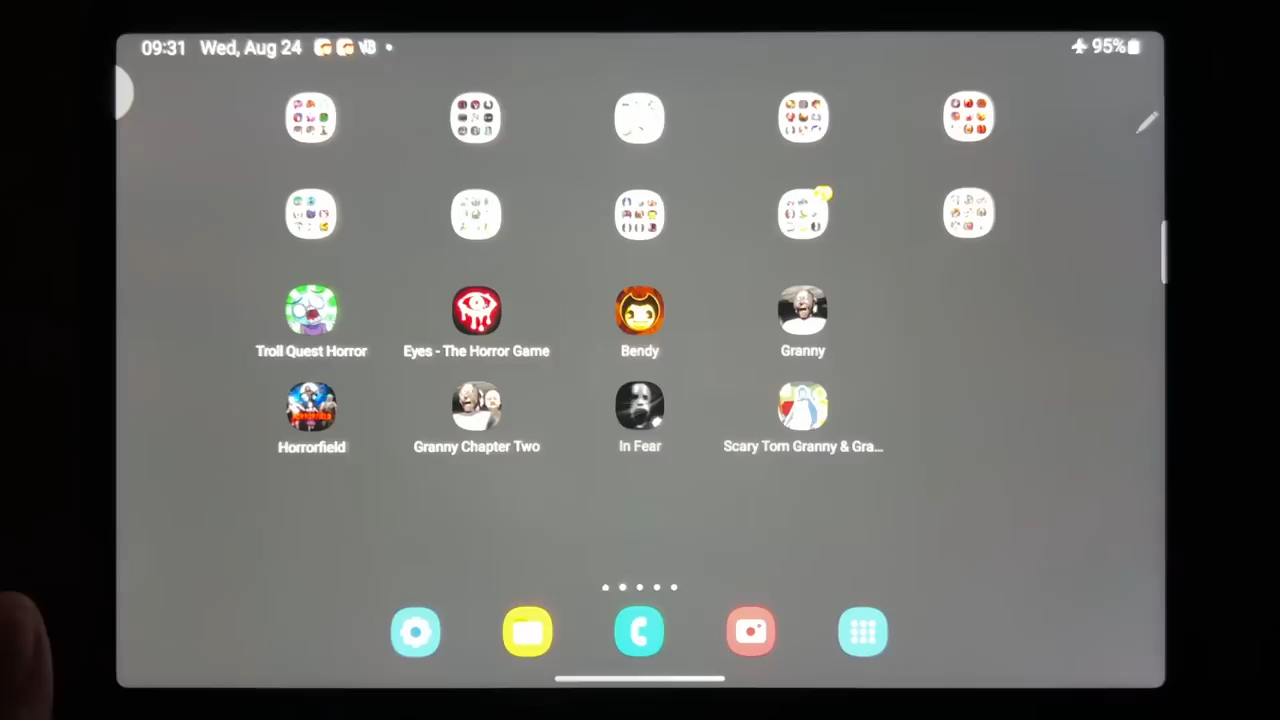 09:31 Wed, Aug 24
95%
Troll Quest Horror
Eyes - The Horror Game
Bendy
Granny
Horrorfield
Granny Chapter Two
In Fear
Scary Tom Granny & Gra...